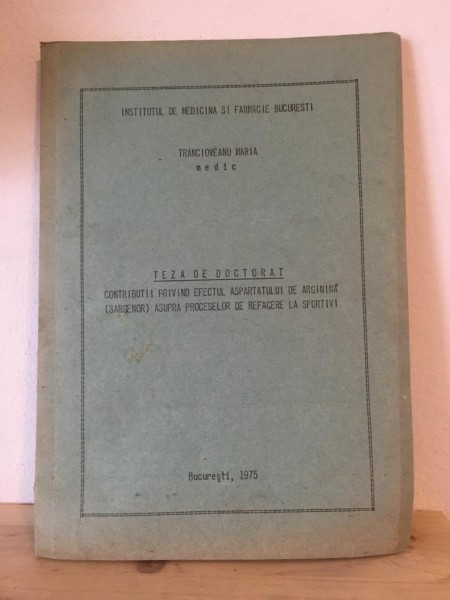 INSTITUTUL DE MEDICINA SI FARMACIE BUCURESTI
TRANCIOVEANU MARIA
medic
TEZA DE DOCTORAT
CONTRIBUTII PRIVIND EFECTUL ASPARTATULUI DE ARGININA
(SARGENOR) ASUPRA PROCESELOR DE REFACERE LA SPORTIVI
Bucureşti, 1975